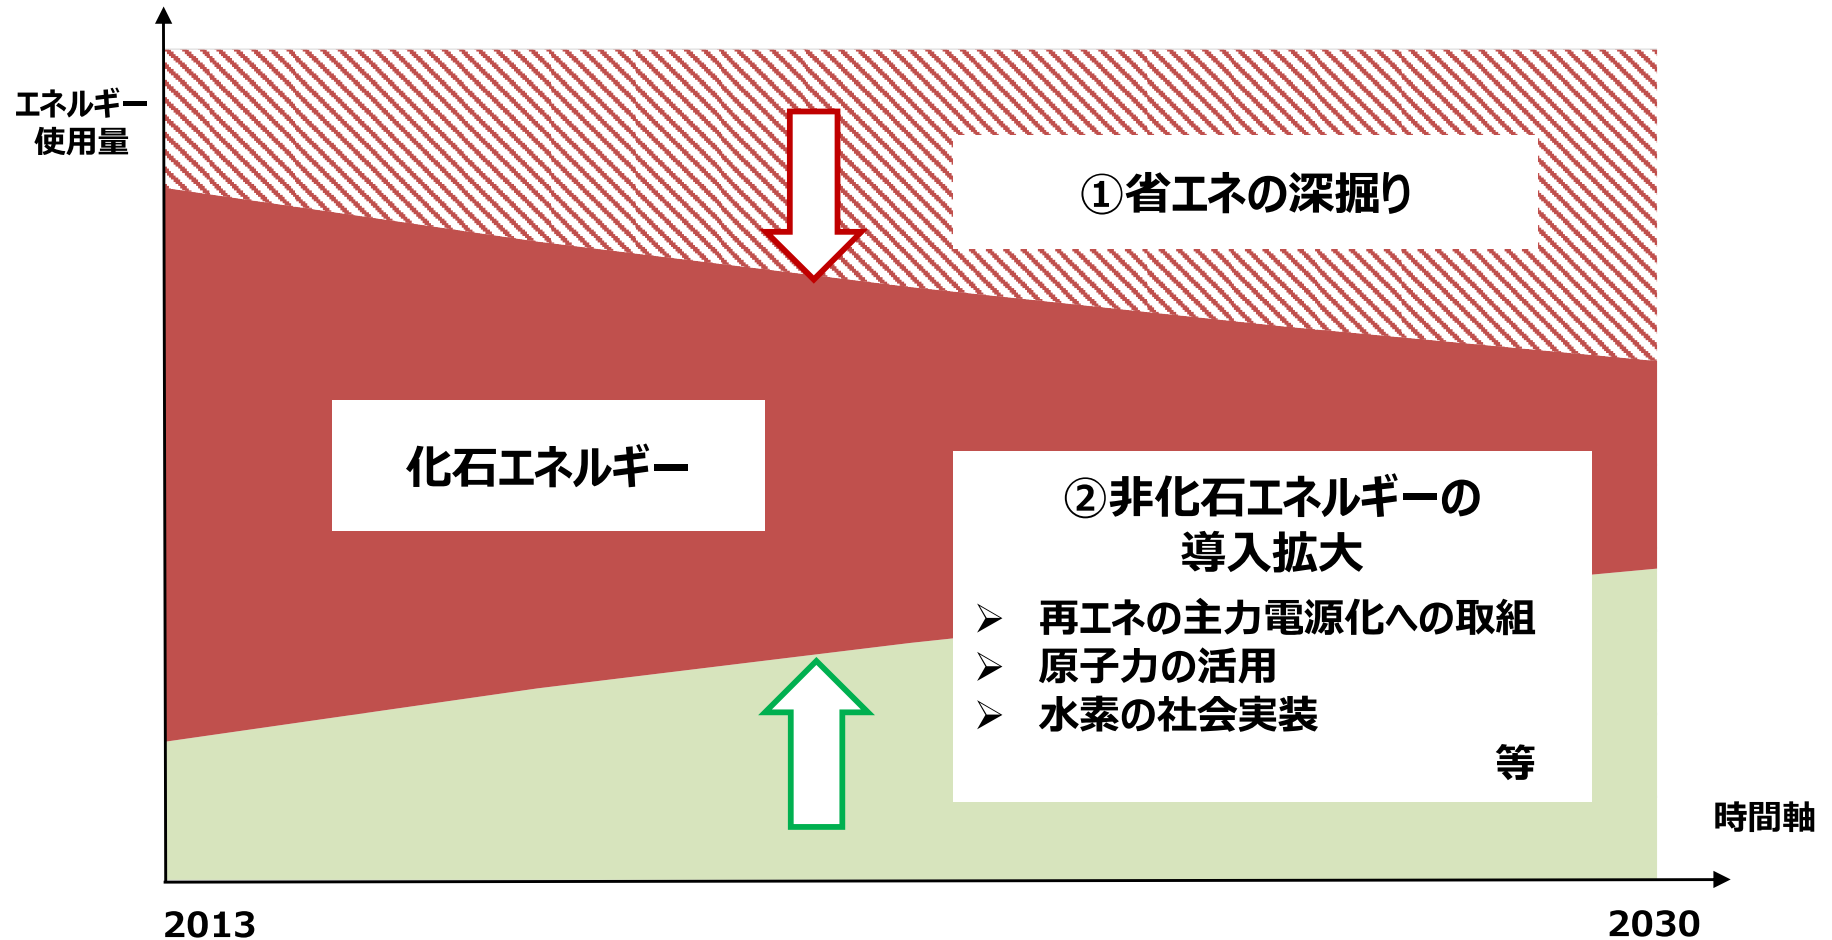 エネルギー
使用量
①省エネの深掘り
化石エネルギー
②非化石エネルギーの
導入拡大
➢ 再エネの主力電源化への取組
➢ 原子力の活用
➢ 水素の社会実装
等
時間軸
2013
2030